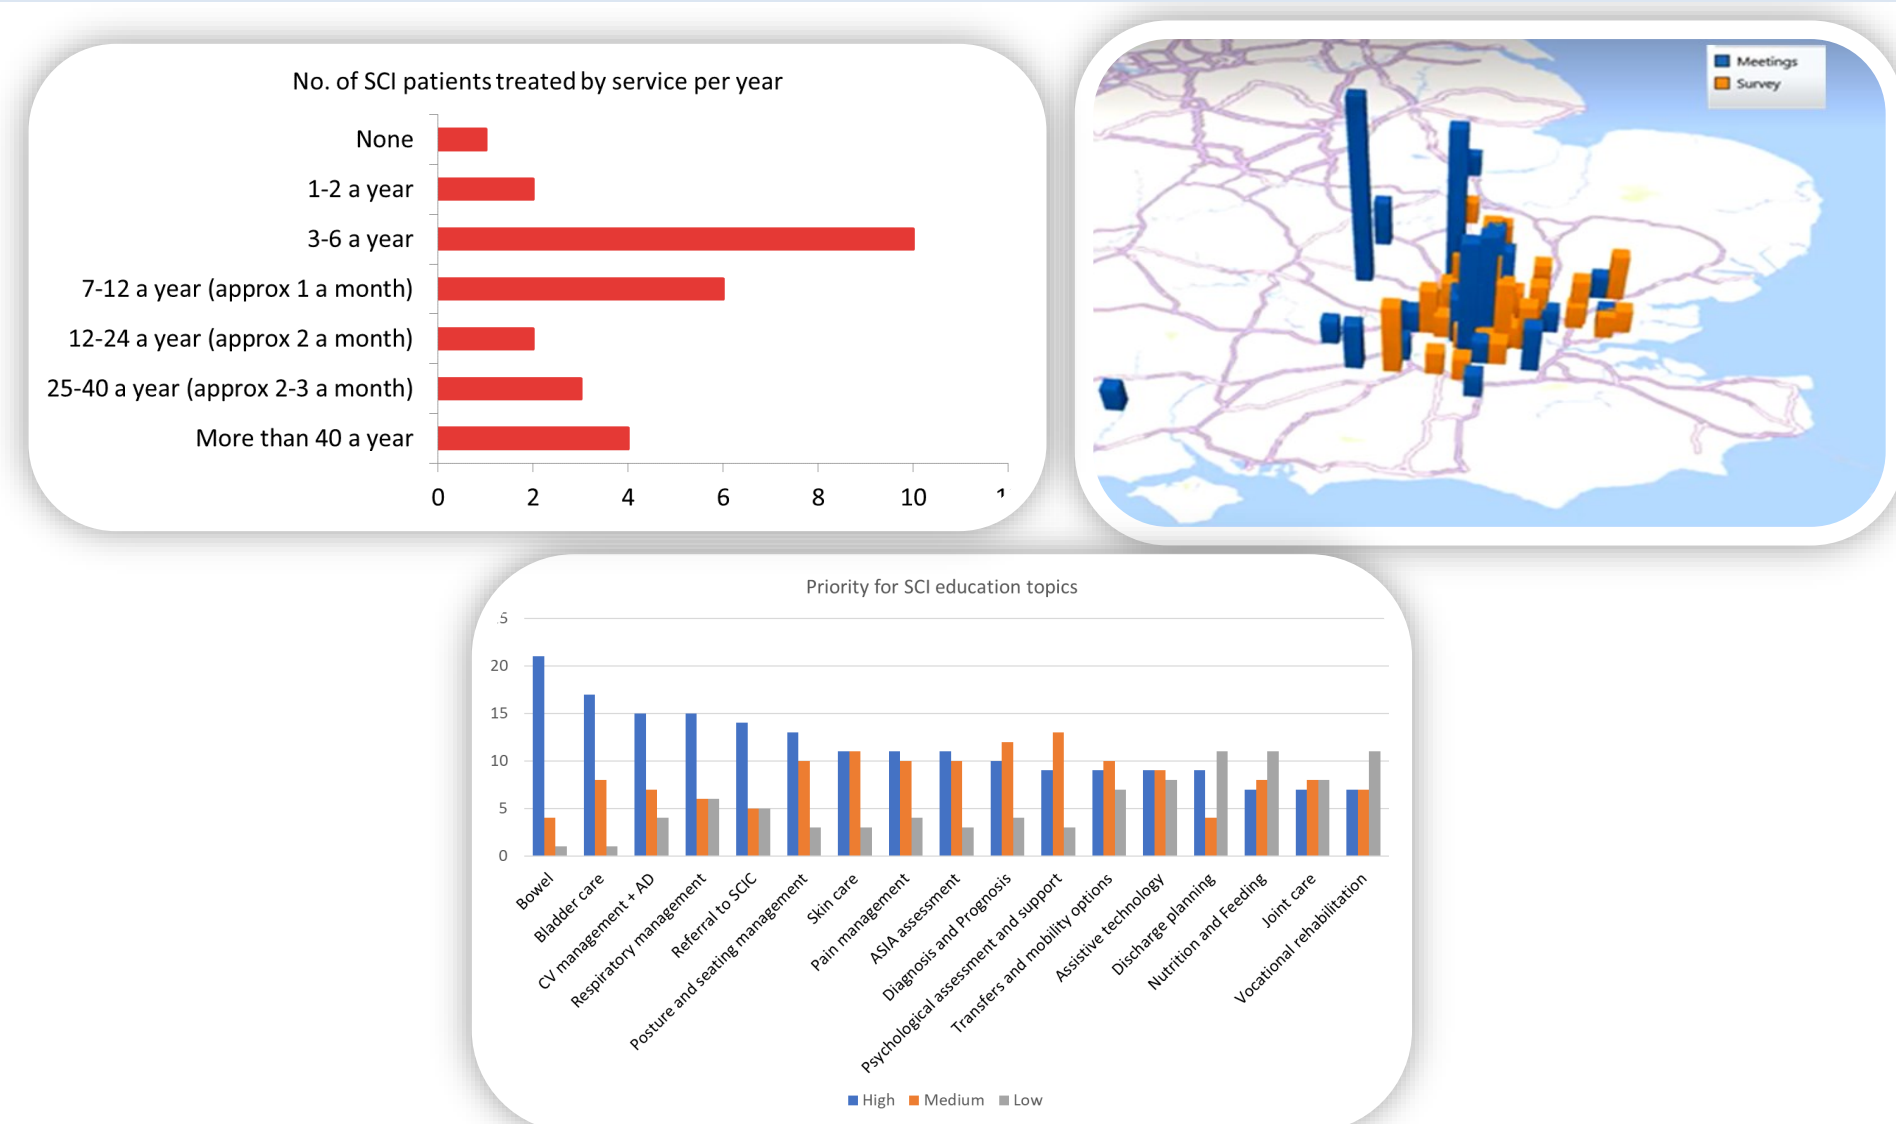 No. of SCI patients treated by service per year
None
1-2 a year
3-6 a year
7-12 a year (approx 1 a month)
12-24 a year (approx 2 a month)
25-40 a year (approx 2-3 a month)
More than 40 a year
0 2 4 6 8 10
Meetings
Survey
Priority for SCI education topics
5
20
15
10
5
0
Bowel
Bladder care
CV management + AD
Respiratory management
Referral to SCIC
Posture and seating management
Skin care
Pain management
ASIA assessment
Diagnosis and Prognosis
Psychological assessment and support
Transfers and mobility options
Assistive technology
Discharge planning
Nutrition and Feeding
Joint care
Vocational rehabilitation
High Medium Low